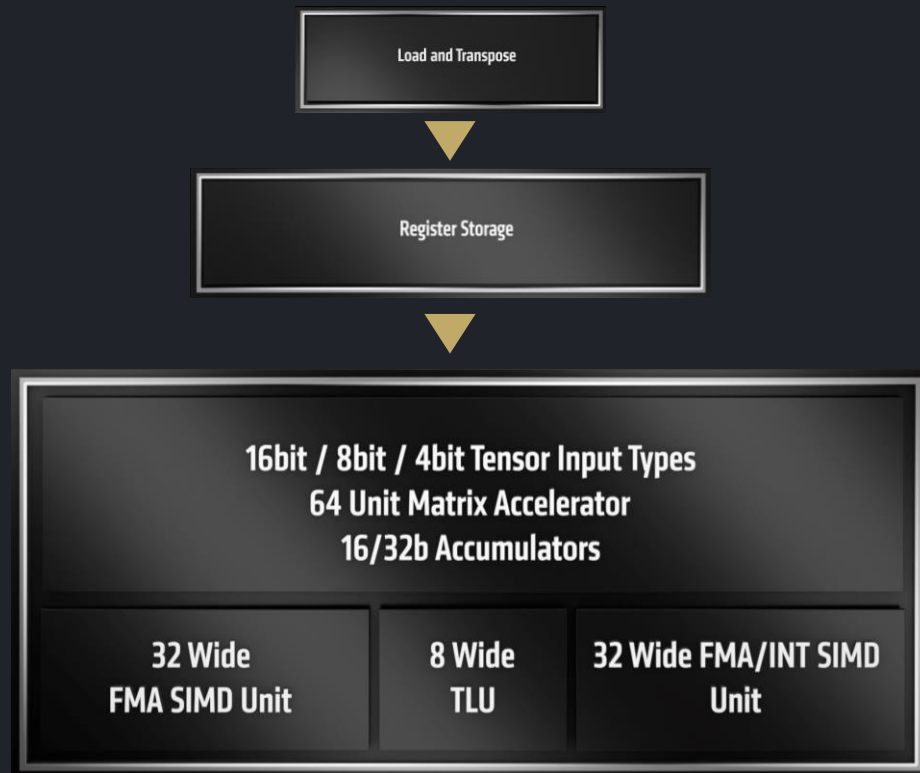 Load and Transpose
Register Storage
16bit / 8bit / 4bit Tensor Input Types
64 Unit Matrix Accelerator
16/32b Accumulators
32 Wide
FMA SIMD Unit
8 Wide
TLU
32 Wide FMA/INT SIMD
Unit